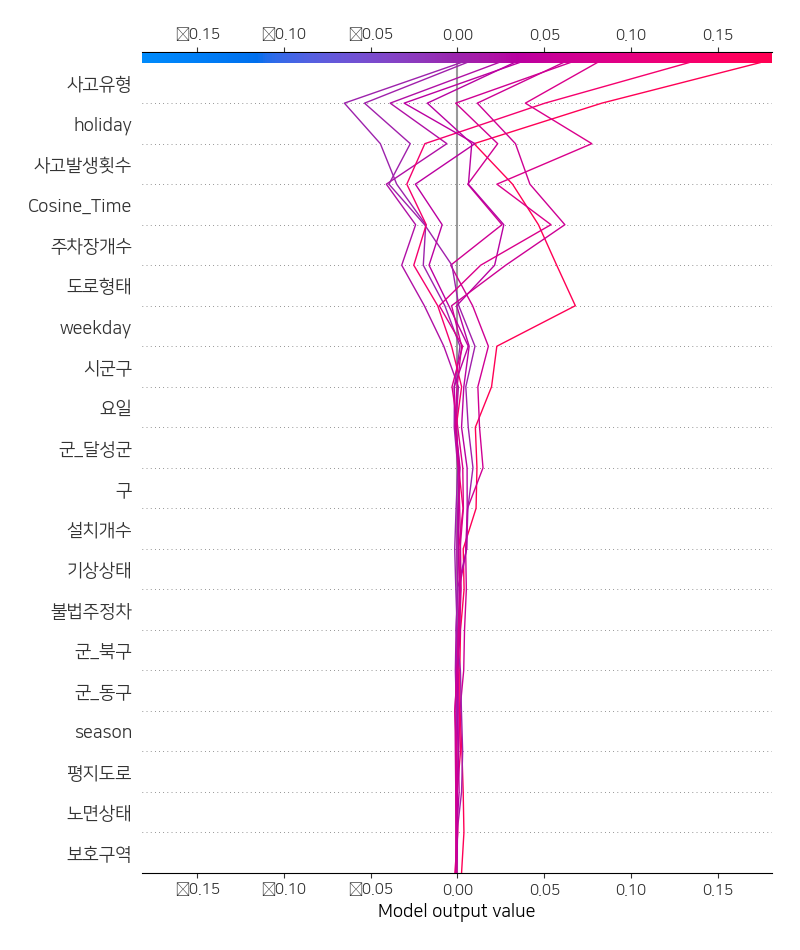 ☒0.15 ☒0.10 ☒0.05 0.00 0.05 0.10 0.15
사고유형
holiday
사고발생횟수
Cosine_Time
주차장개수
도로형태
weekday
시군구
요일
군_달성군
구
설치개수
기상상태
불법주정차
군_북구
군_동구
season
평지도로
노면상태
보호구역
☒0.15 ☒0.10 ☒0.05 0.00 0.05 0.10 0.15
Model output value